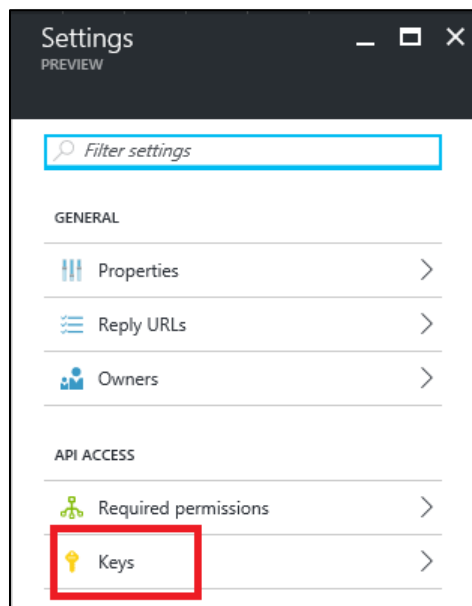 Settings
PREVIEW
Filter settings
GENERAL
Properties
Reply URLs
Owners
API ACCESS
Required permissions
Keys